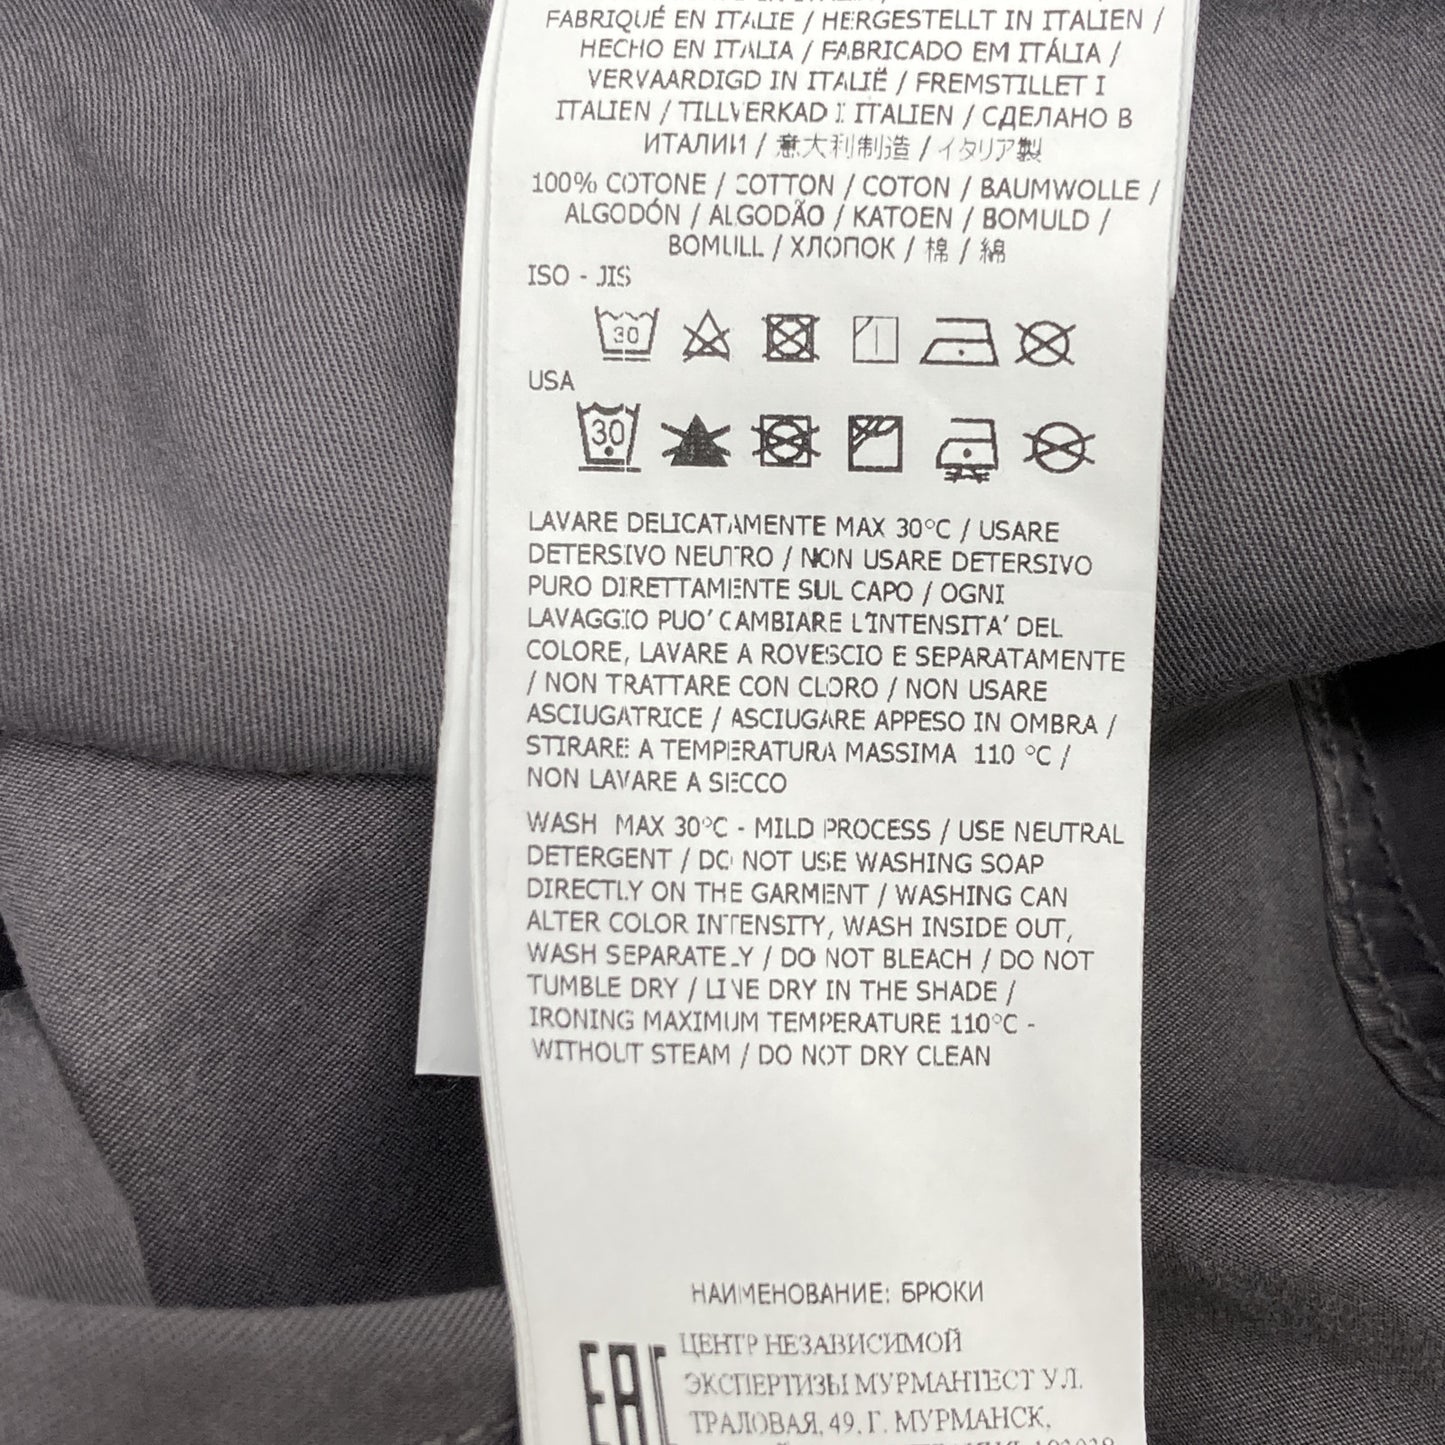 FABRIQUÉ EN ITALIE / HERGESTELLT IN ITALIEN /
HECHO EN ITALIA / FABRICADO EM ITÁLIA /
VERVAARDIGD IN ITALIË / FREMSTILLET I
ITALIEN / TILLVERKAD I ITALIEN / СДЕЛАНО В
ИТАЛИИ / 意大利制造 / イタリア製
100% COTONE / COTTON / COTON / BAUMWOLLE /
ALGODÓN / ALGODÃO / KATOEN / BOMULD /
BOMULL / ХЛОПОК / 棉 / 綿
ISO - JIS
30
USA
30
LAVARE DELICATAMENTE MAX 30°C / USARE
DETERSIVO NEUTRO / NON USARE DETERSIVO
PURO DIRETTAMENTE SUL CAPO / OGNI
LAVAGGIO PUO' CAMBIARE L'INTENSITA' DEL
COLORE, LAVARE A ROVESCIO E SEPARATAMENTE
/ NON TRATTARE CON CLORO / NON USARE
ASCIUGATRICE / ASCIUGARE APPESO IN OMBRA /
STIRARE A TEMPERATURA MASSIMA 110 °C /
NON LAVARE A SECCO
WASH MAX 30°C - MILD PROCESS / USE NEUTRAL
DETERGENT / DO NOT USE WASHING SOAP
DIRECTLY ON THE GARMENT / WASHING CAN
ALTER COLOR INTENSITY, WASH INSIDE OUT,
WASH SEPARATELY / DO NOT BLEACH / DO NOT
TUMBLE DRY / LINE DRY IN THE SHADE /
IRONING MAXIMUM TEMPERATURE 110°C -
WITHOUT STEAM / DO NOT DRY CLEAN
НАИМЕНОВАНИЕ: БРЮКИ
EAC
ЦЕНТР НЕЗАВИСИМОЙ
ЭКСПЕРТИЗЫ МУРМАНТЕСТ УЛ.
ТРАЛОВАЯ, 49, Г. МУРМАНСК,